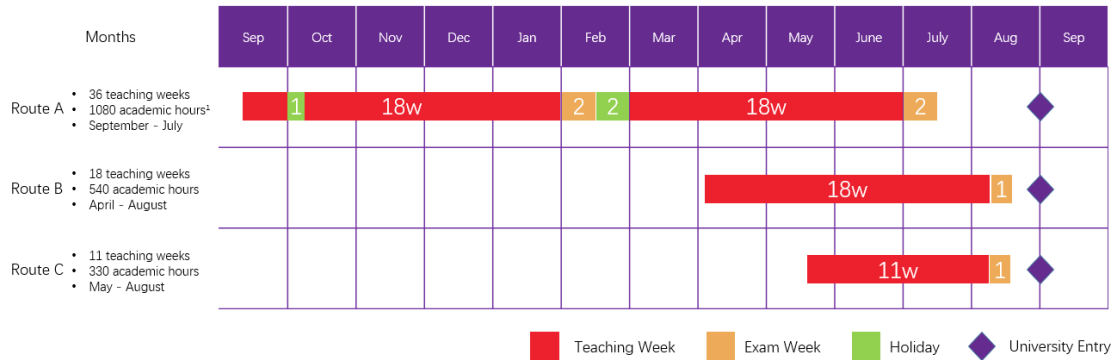 Months Sep Oct Nov Dec Jan Feb Mar Apr May June July Aug Sep
Route A
• 36 teaching weeks
• 1080 academic hours¹
• September - July
1 18w 2 2 18w 2
Route B
• 18 teaching weeks
• 540 academic hours
• April - August
18w 1
Route C
• 11 teaching weeks
• 330 academic hours
• May - August
11w 1
Teaching Week Exam Week Holiday University Entry